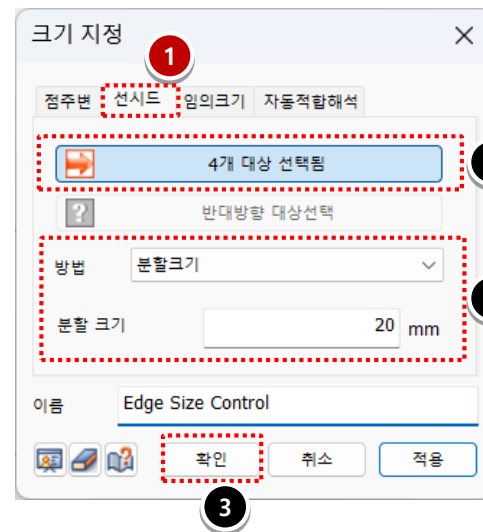 크기 지정
1
점주변 선시드 임의크기 자동적합해석
4개 대상 선택됨
반대방향 대상선택
방법 분할크기
분할 크기 20 mm
이름 Edge Size Control
확인 취소 적용
3